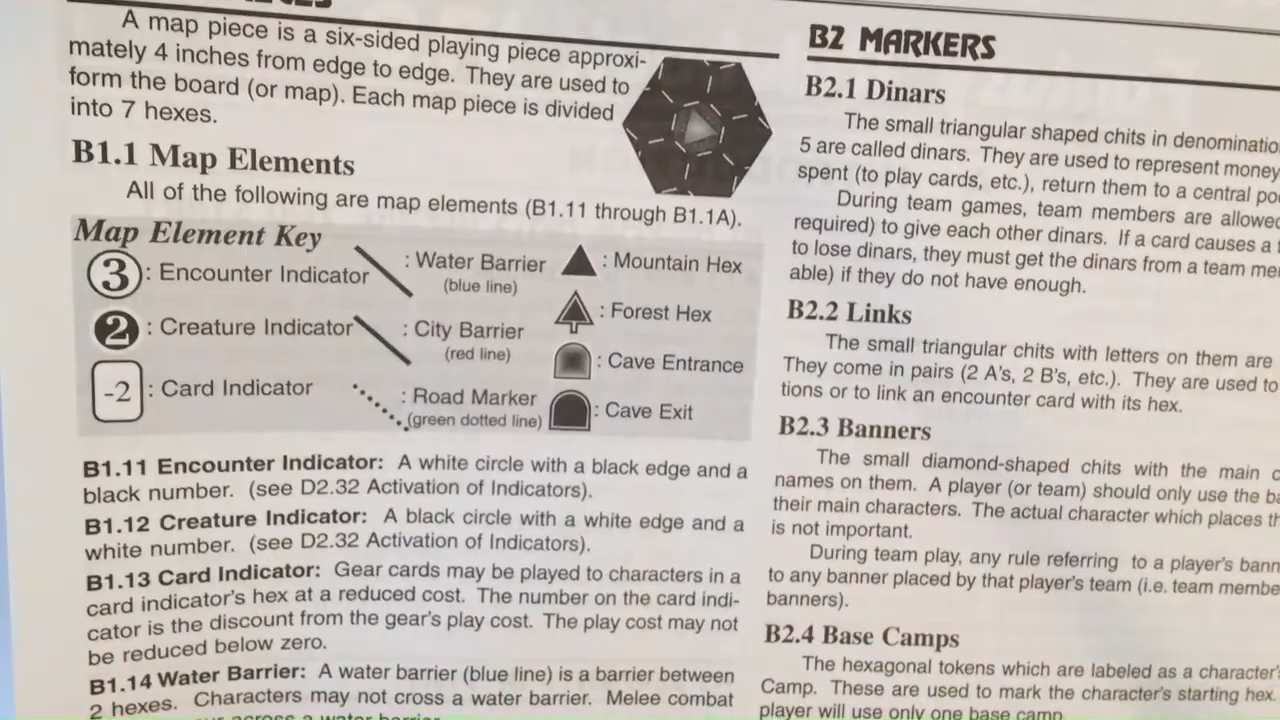 A map piece is a six-sided playing piece approxi-
mately 4 inches from edge to edge. They are used to
form the board (or map). Each map piece is divided
into 7 hexes.
B1.1 Map Elements
All of the following are map elements (B1.11 through B1.1A).
Map Element Key
3 : Encounter Indicator
2 : Creature Indicator
-2 : Card Indicator
: Water Barrier
(blue line)
: City Barrier
(red line)
: Road Marker
(green dotted line)
: Mountain Hex
: Forest Hex
: Cave Entrance
: Cave Exit
B1.11 Encounter Indicator: A white circle with a black edge and a
black number. (see D2.32 Activation of Indicators).
B1.12 Creature Indicator: A black circle with a white edge and a
white number. (see D2.32 Activation of Indicators).
B1.13 Card Indicator: Gear cards may be played to characters in a
card indicator's hex at a reduced cost. The number on the card indi-
cator is the discount from the gear's play cost. The play cost may not
be reduced below zero.
B1.14 Water Barrier: A water barrier (blue line) is a barrier between
2 hexes. Characters may not cross a water barrier. Melee combat
across a water barrier
B2 MARKERS
B2.1 Dinars
The small triangular shaped chits in
5 are called dinars. They are used to represent money
spent (to play cards, etc.), return them to a central
During team games, team members are
required) to give each other dinars. If a card causes a
to lose dinars, they must get the dinars from a team
able) if they do not have enough.
B2.2 Links
The small triangular chits with letters on them are
They come in pairs (2 A's, 2 B's, etc.). They are used to
tions or to link an encounter card with its hex.
B2.3 Banners
The small diamond-shaped chits with the main
names on them. A player (or team) should only use the
their main characters. The actual character which places
is not important.
During team play, any rule referring to a player's
to any banner placed by that player's team (i.e. team
banners).
B2.4 Base Camps
The hexagonal tokens which are labeled as a character's
Camp. These are used to mark the character's starting hex.
player will use only one base camp.